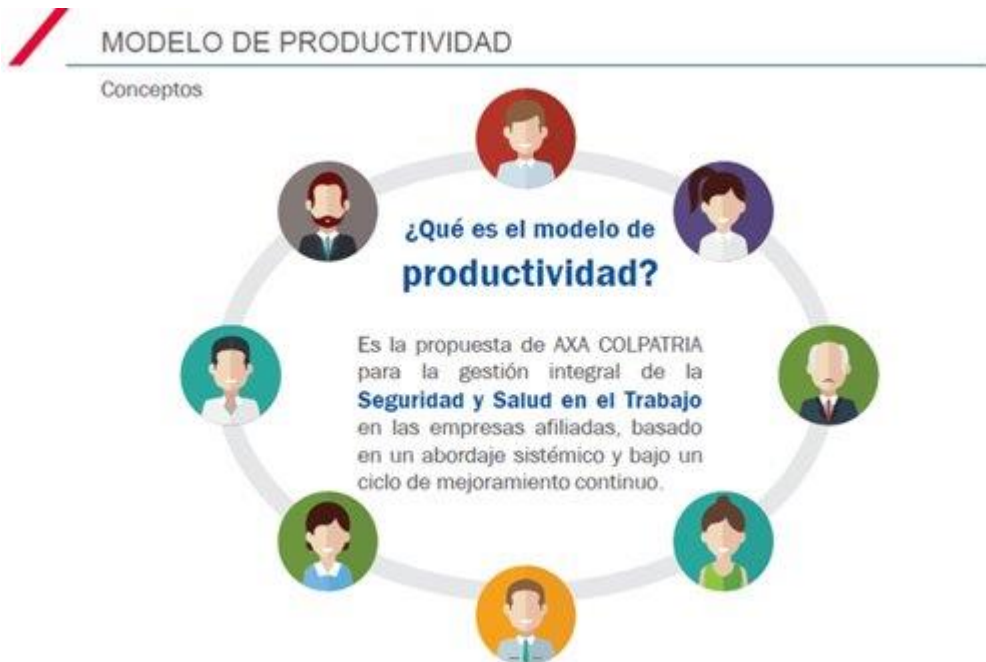 MODELO DE PRODUCTIVIDAD
Conceptos
¿Qué es el modelo de
productividad?
Es la propuesta de AXA COLPATRIA
para la gestión integral de la
Seguridad y Salud en el Trabajo
en las empresas afiliadas, basado
en un abordaje sistémico y bajo un
ciclo de mejoramiento continuo.